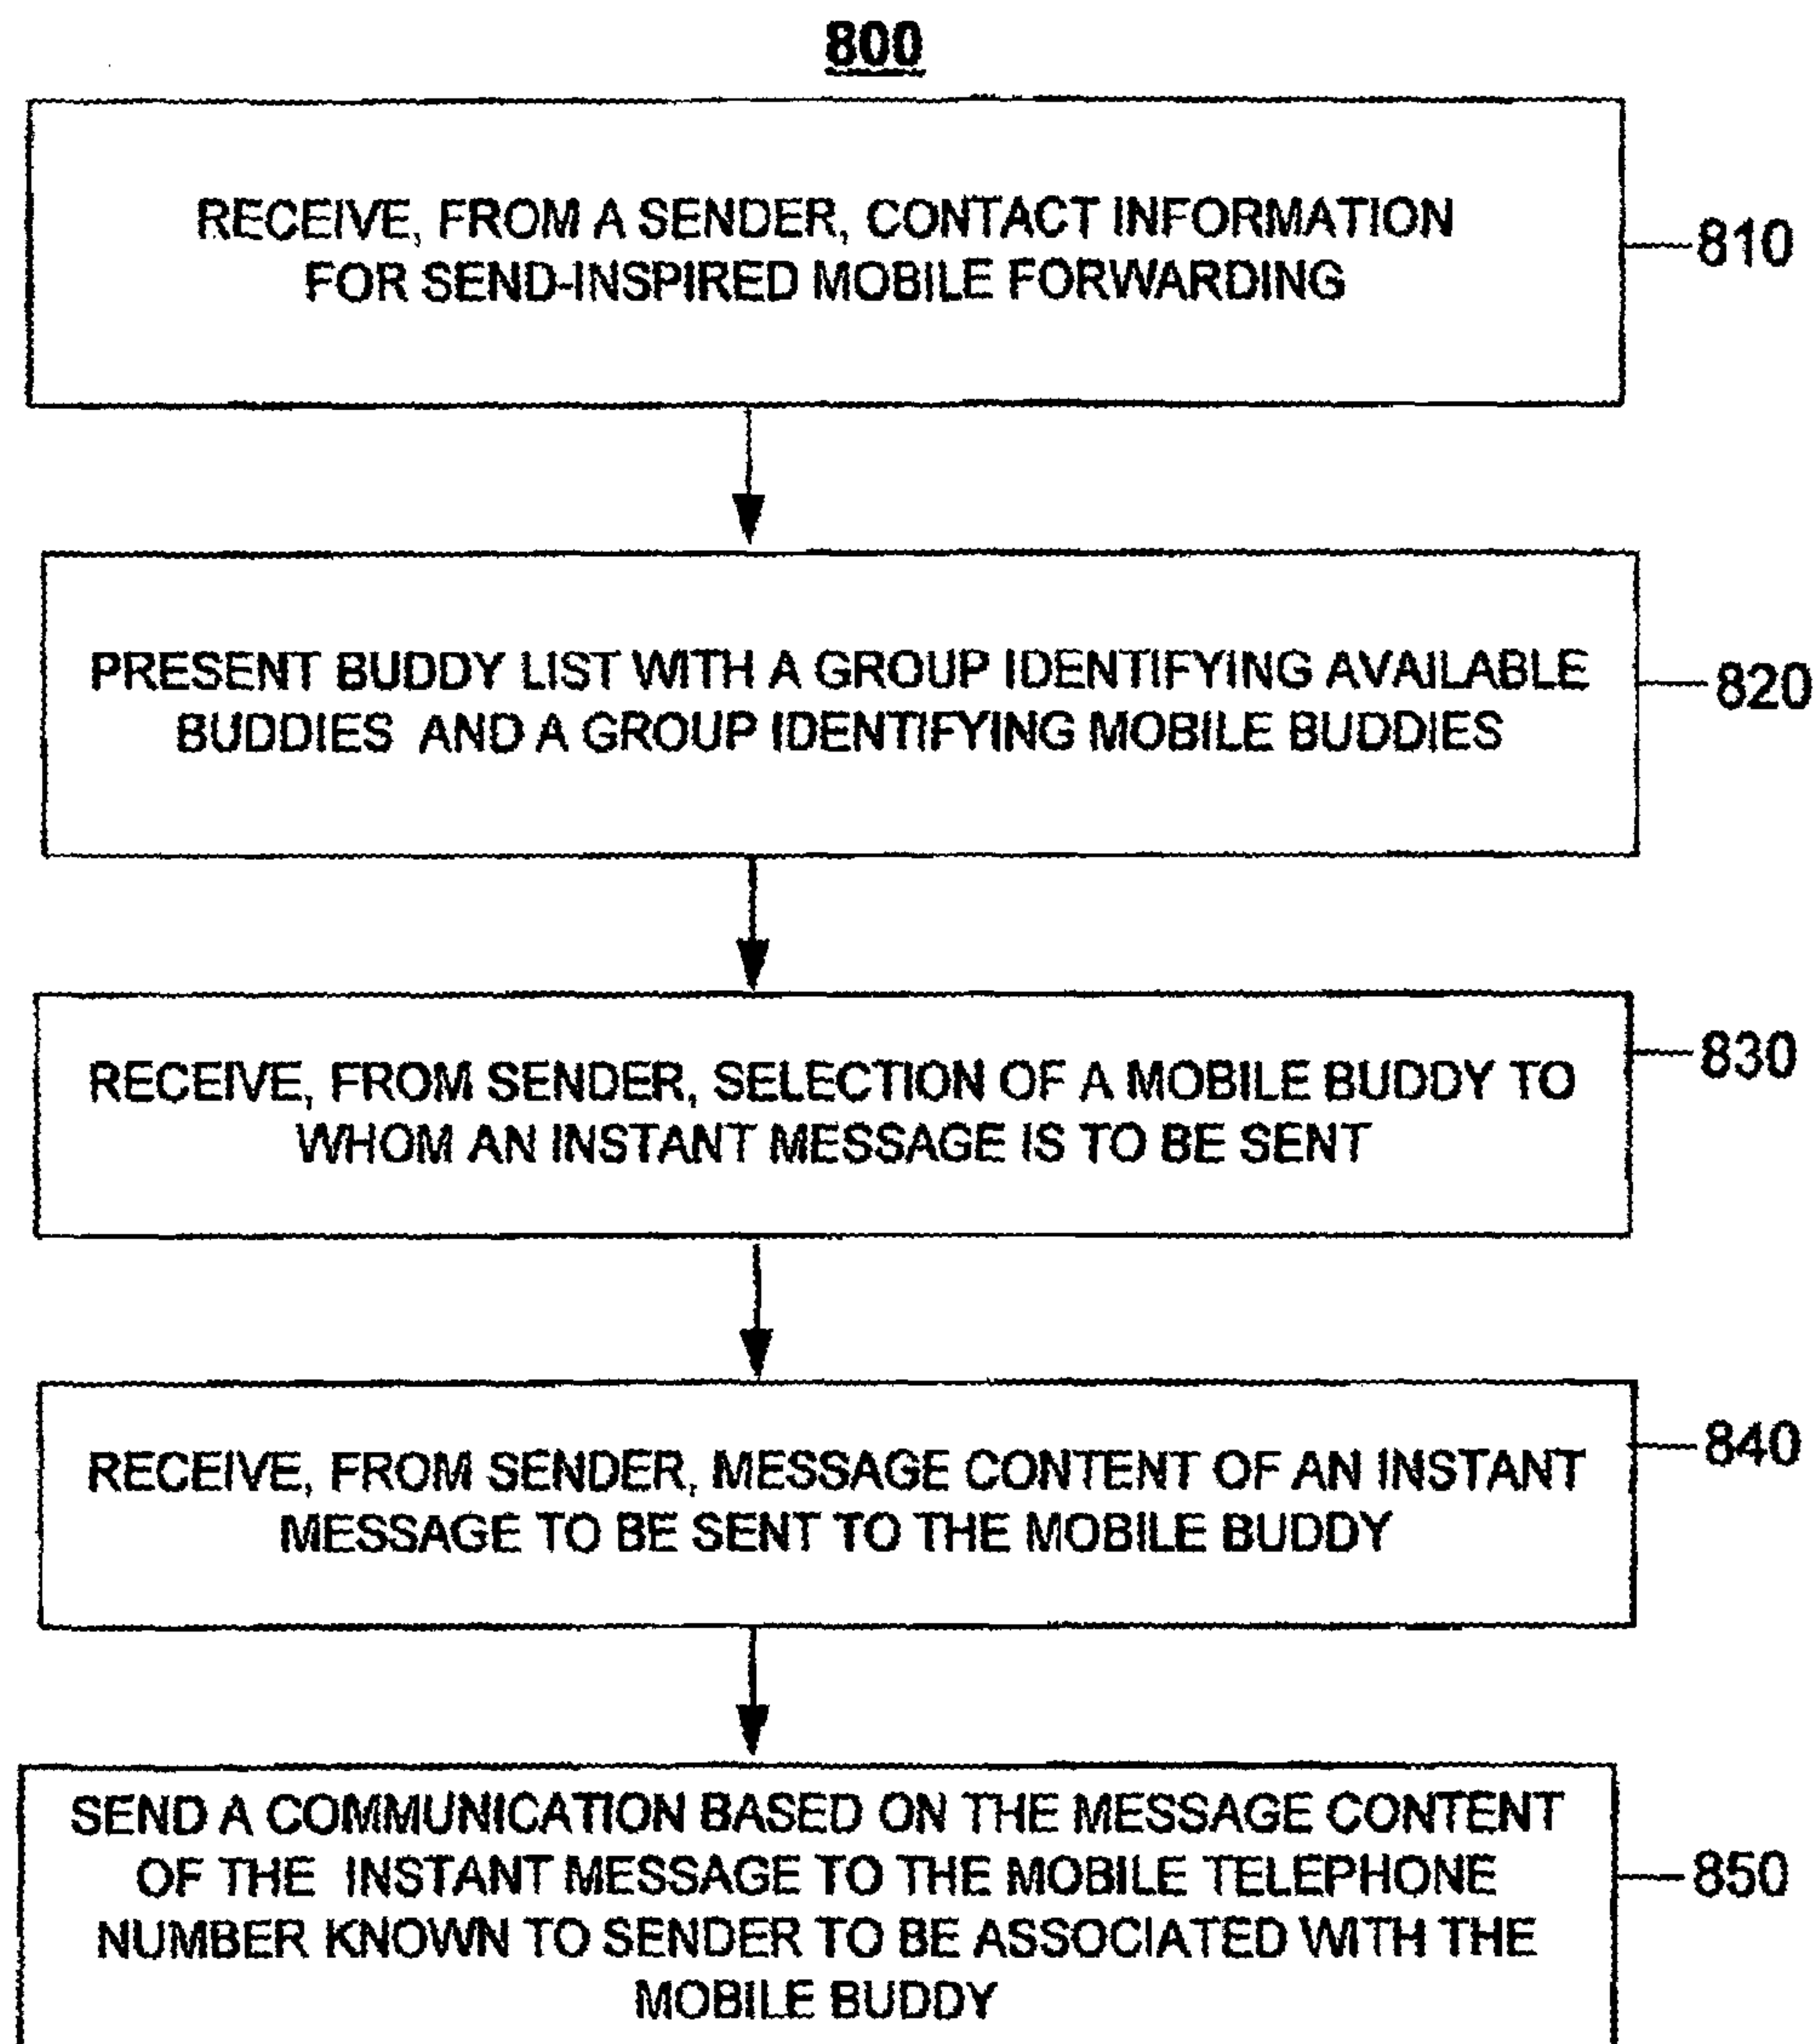 800
RECEIVE, FROM A SENDER, CONTACT INFORMATION
FOR SEND-INSPIRED MOBILE FORWARDING
810
PRESENT BUDDY LIST WITH A GROUP IDENTIFYING AVAILABLE
BUDDIES AND A GROUP IDENTIFYING MOBILE BUDDIES
820
RECEIVE, FROM SENDER, SELECTION OF A MOBILE BUDDY TO
WHOM AN INSTANT MESSAGE IS TO BE SENT
830
RECEIVE, FROM SENDER, MESSAGE CONTENT OF AN INSTANT
MESSAGE TO BE SENT TO THE MOBILE BUDDY
840
SEND A COMMUNICATION BASED ON THE MESSAGE CONTENT
OF THE INSTANT MESSAGE TO THE MOBILE TELEPHONE
NUMBER KNOWN TO SENDER TO BE ASSOCIATED WITH THE
MOBILE BUDDY
850